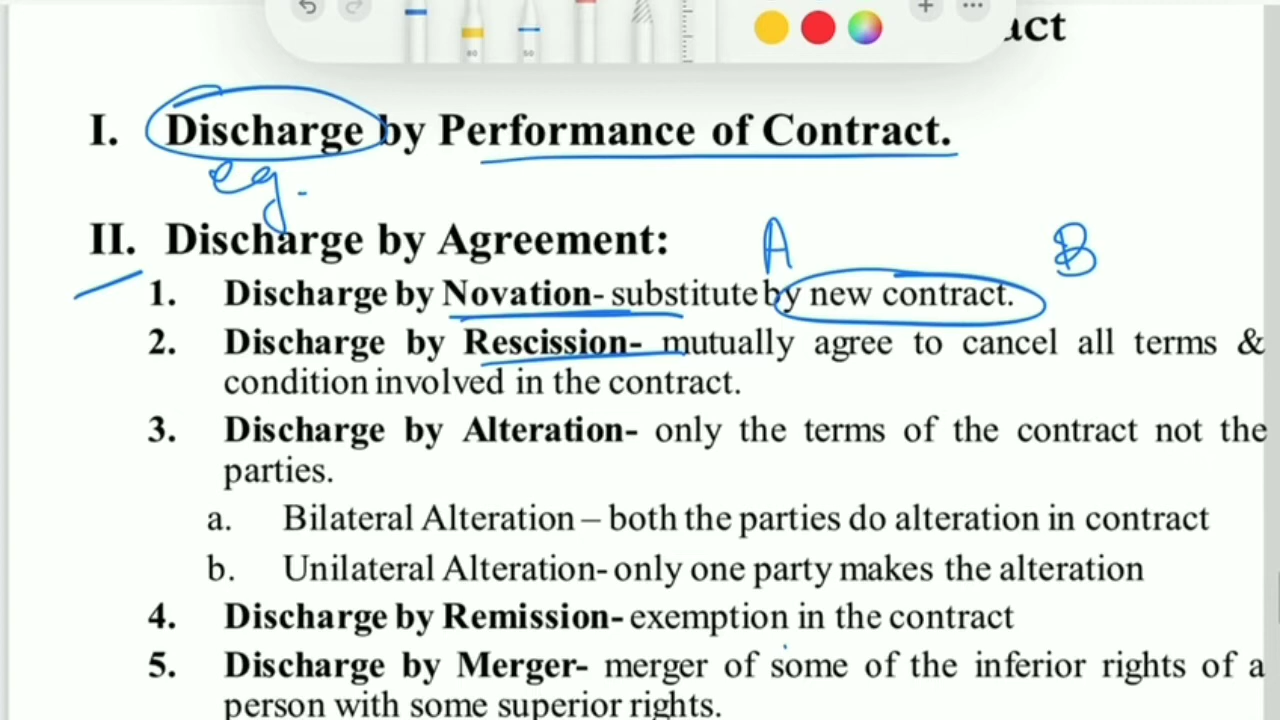 act
I. Discharge by Performance of Contract.
eg.
II. Discharge by Agreement:
A B
1. Discharge by Novation- substitute by new contract.
2. Discharge by Rescission- mutually agree to cancel all terms &
condition involved in the contract.
3. Discharge by Alteration- only the terms of the contract not the
parties.
a. Bilateral Alteration – both the parties do alteration in contract
b. Unilateral Alteration- only one party makes the alteration
4. Discharge by Remission- exemption in the contract
5. Discharge by Merger- merger of some of the inferior rights of a
person with some superior rights.